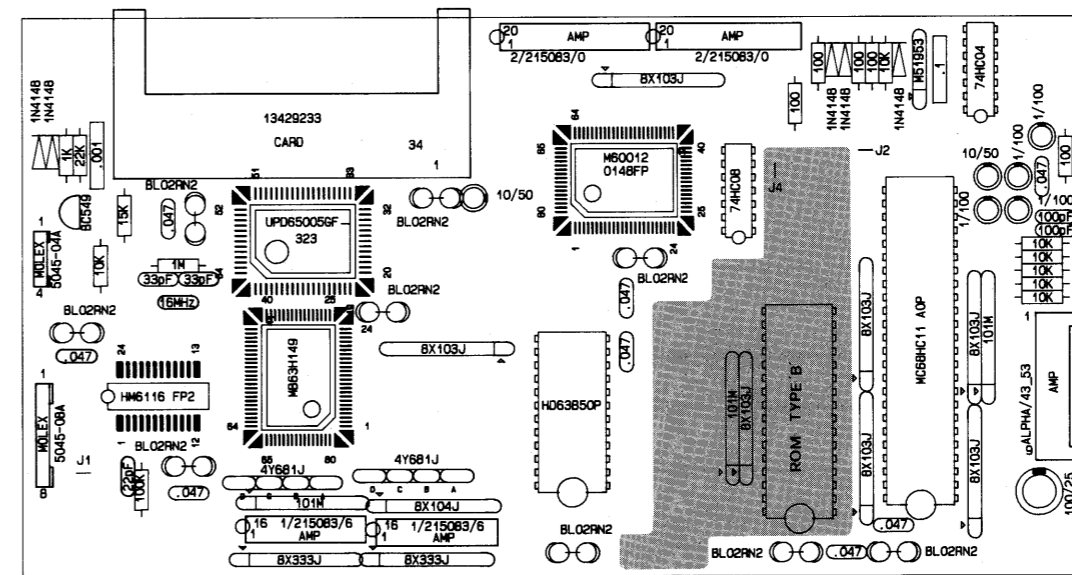 20
1
AMP
2/215083/0
20
1
AMP
2/215083/0
8X103J
1N4148
1N4148
1K
22K
.001
13429233
CARD
34
1
100
100
1N4148
1N4148
100
100
10K
1N4148
M51953
.1
74HC04
1/100
1/100
100
10/50
.047
1/100
1/100
100pF
100pF
10K
10K
10K
10K
10K
J2
J4
64
65
40
80
25
1
24
M60012
0148FP
74HC08
BL02RN2
.047
.047
BL02RN2
.047
BC549
15K
10K
1
MOLEX
5045-04A
4
51
52
33
32
64
20
UPD65005GF
323
BL02RN2
10/50
1M
33pF
33pF
16MHz
BL02RN2
.047
40
25
24
64
1
65
80
MB63H149
BL02RN2
8X103J
24
13
HM6116 FP2
1
12
1
MOLEX
5045-08A
8
J1
BL02RN2
22pF
100K
.047
4Y681J
4Y681J
D
C
B
A
101M
8X104J
16
1
1/215083/6
AMP
16
1
1/215083/6
AMP
8X333J
8X333J
HD63B50P
BL02RN2
101M
8X103J
ROM TYPE'B'
8X103J
8X103J
MC68HC11 A0P
8X103J
101M
8X103J
BL02RN2
.047
.047
BL02RN2
1
ALPHA/43_53
AMP
9
100/25